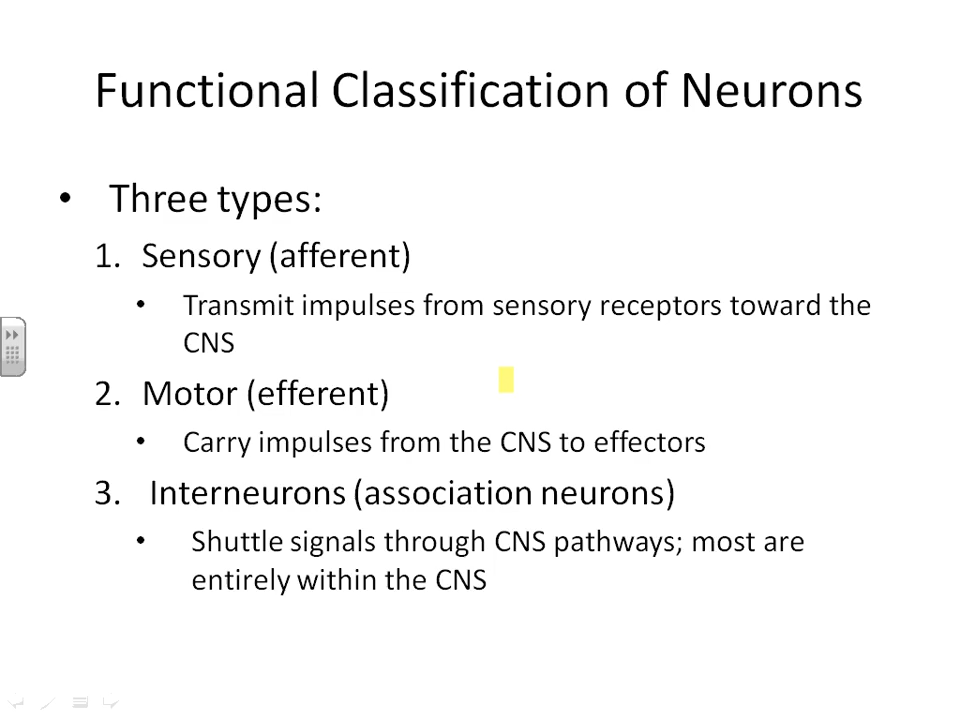 Functional Classification of Neurons
• Three types:
1. Sensory (afferent)
• Transmit impulses from sensory receptors toward the
CNS
2. Motor (efferent)
• Carry impulses from the CNS to effectors
3. Interneurons (association neurons)
• Shuttle signals through CNS pathways; most are
entirely within the CNS